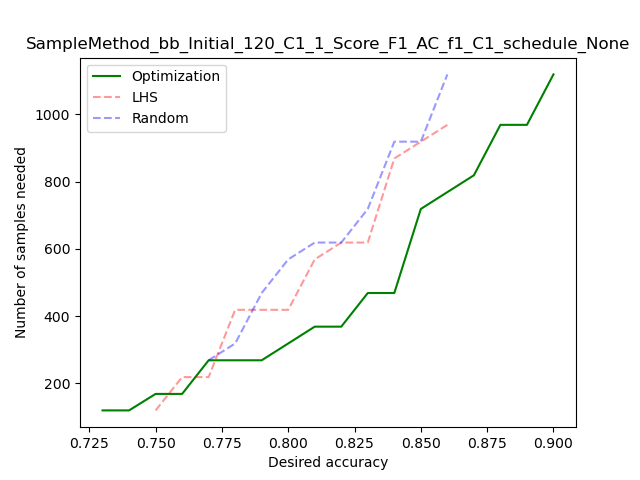 SampleMethod_bb_Initial_120_C1_1_Score_F1_AC_f1_C1_schedule_None
Optimization
LHS
Random
Number of samples needed
1000
800
600
400
200
0.725 0.750 0.775 0.800 0.825 0.850 0.875 0.900
Desired accuracy